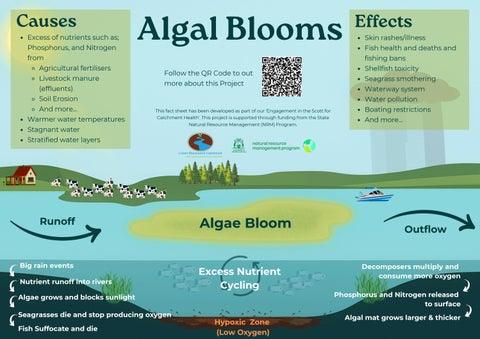 Algal Blooms
Causes
• Excess of nutrients such as;
Phosphorus, and Nitrogen
from
○ Agricultural fertilisers
○ Livestock manure
(effluents)
○ Soil Erosion
○ And more...
• Warmer water temperatures
• Stagnant water
• Stratified water layers
Follow the QR Code to out
more about this Project
This fact sheet has been developed as part of our 'Engagement in the Scott for
Catchment Health'. This project is supported through funding from the State
Natural Resource Management (NRM) Program.
natural resource
management program
Effects
• Skin rashes/illness
• Fish health and deaths and
fishing bans
• Shellfish toxicity
• Seagrass smothering
• Waterway system
• Water pollution
• Boating restrictions
• And more...
Runoff
Algae Bloom
Outflow
Excess Nutrient
Cycling
Big rain events
Nutrient runoff into rivers
Algae grows and blocks sunlight
Seagrasses die and stop producing oxygen
Fish Suffocate and die
Hypoxic Zone
(Low Oxygen)
Decomposers multiply and
consume more oxygen
Phosphorus and Nitrogen released
to surface
Algal mat grows larger & thicker